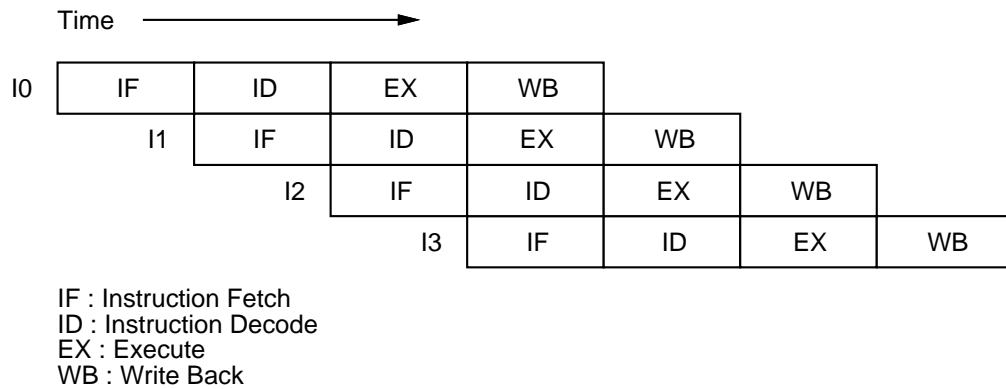 Time
I0 IF ID EX WB
I1 IF ID EX WB
I2 IF ID EX WB
I3 IF ID EX WB
IF : Instruction Fetch
ID : Instruction Decode
EX : Execute
WB : Write Back